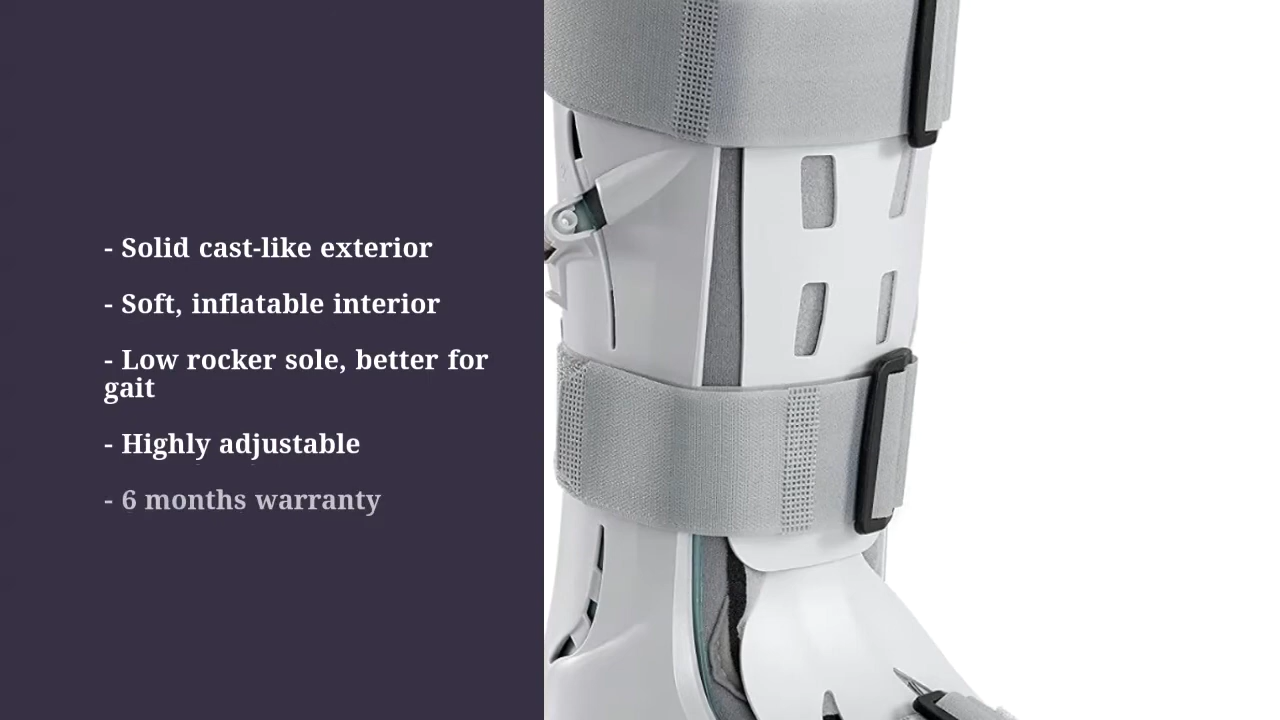 - Solid cast-like exterior
- Soft, inflatable interior
- Low rocker sole, better for
gait
- Highly adjustable
- 6 months warranty